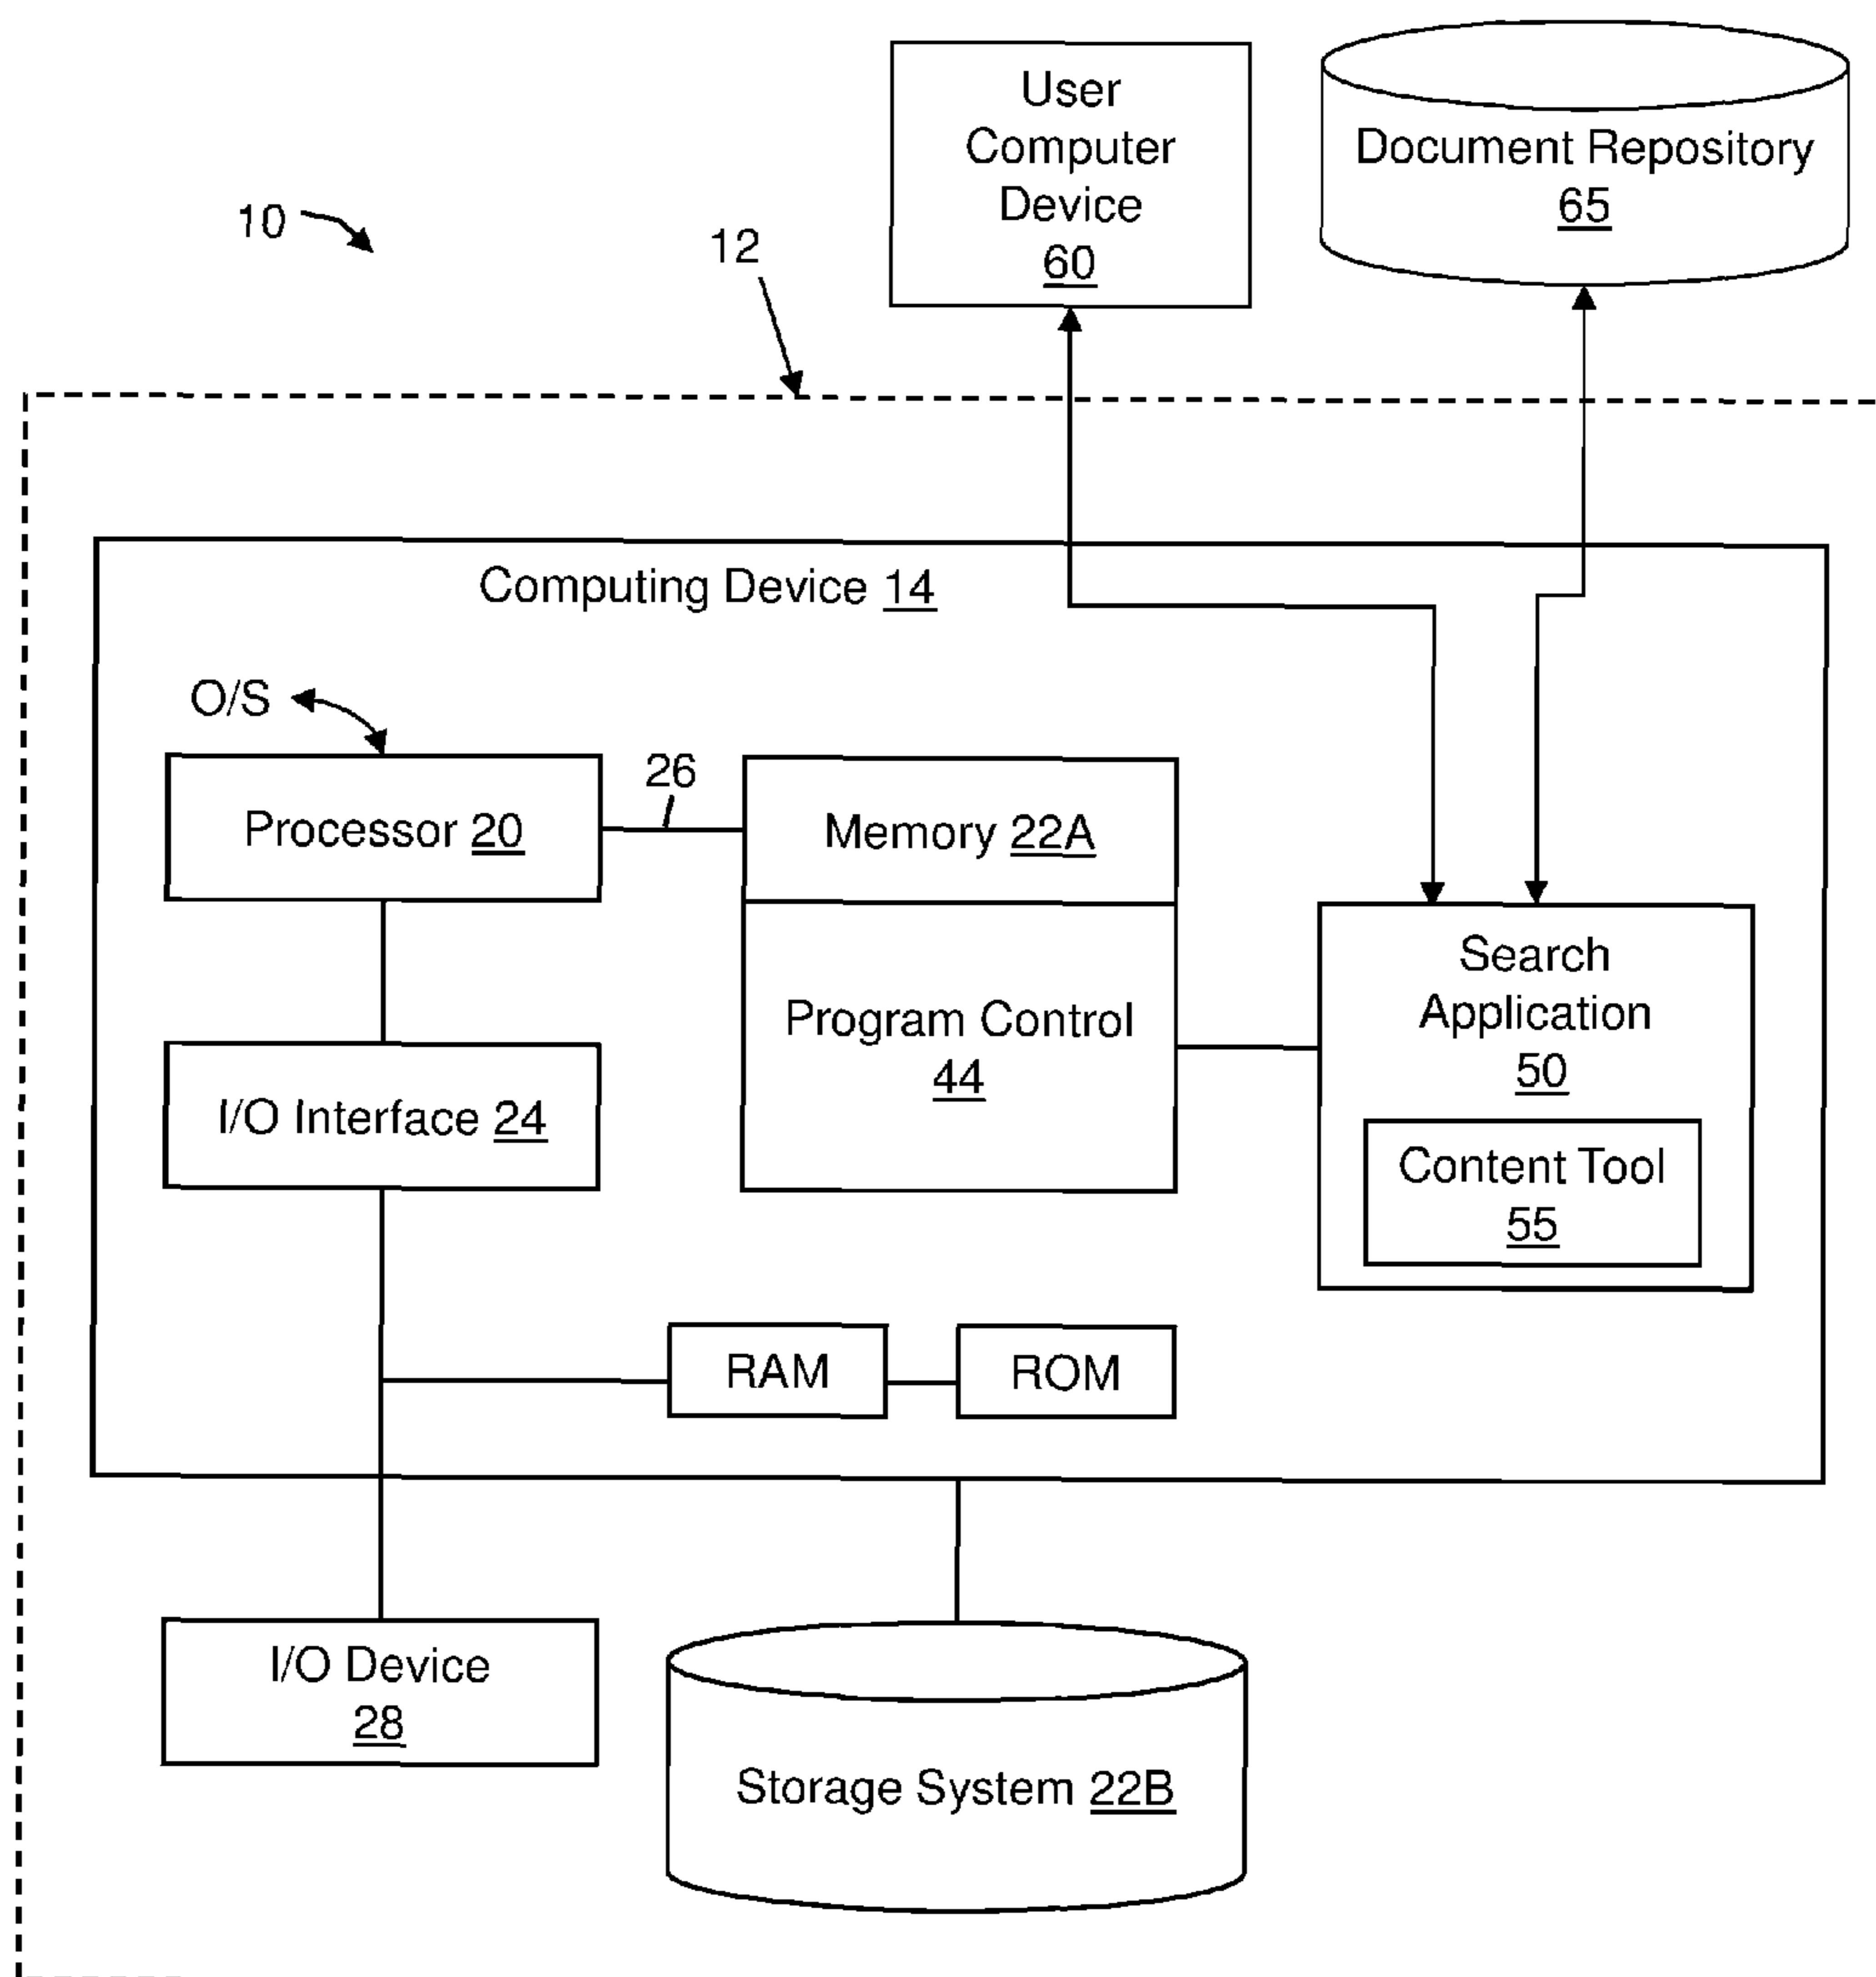 User
Computer
Device
60
Document Repository
65
10
12
Computing Device 14
O/S
26
Processor 20
Memory 22A
Search
Application
50
Program Control
44
I/O Interface 24
Content Tool
55
RAM
ROM
I/O Device
28
Storage System 22B